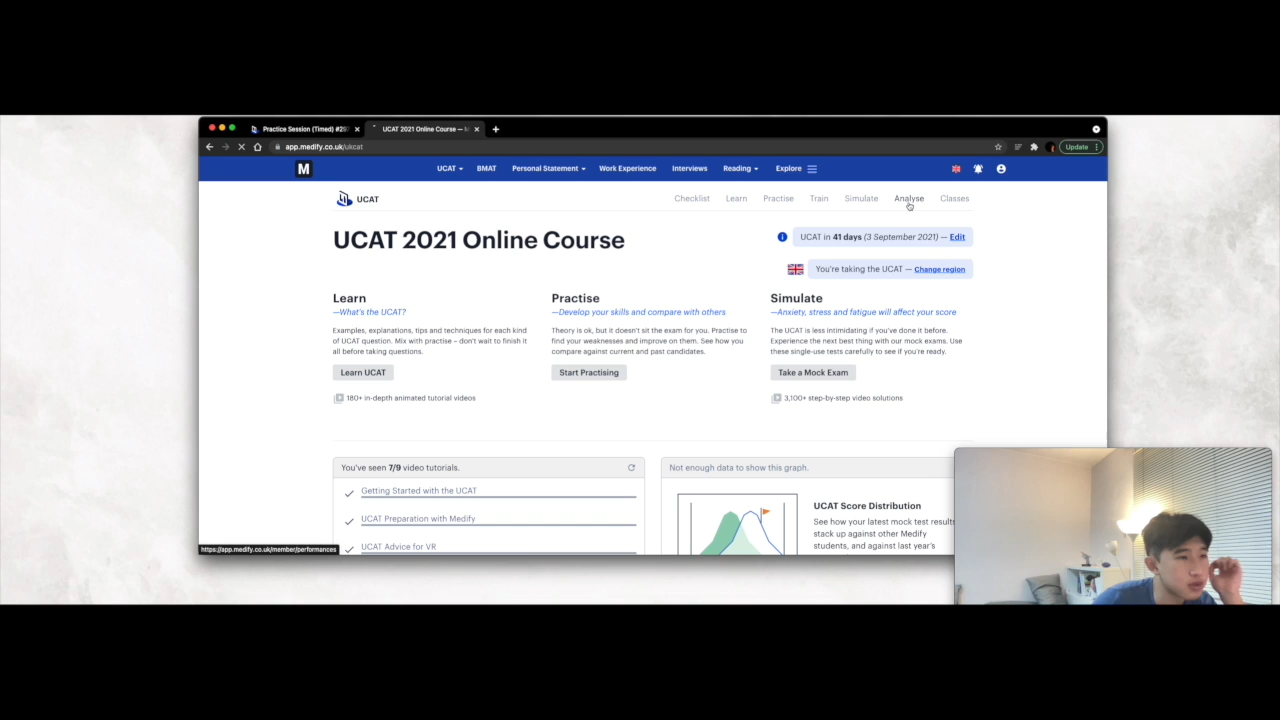 Practice Session (Timed) #297
UCAT 2021 Online Course — M
app.medify.co.uk/ukcat
Update
M
UCAT
BMAT
Personal Statement
Work Experience
Interviews
Reading
Explore
UCAT
Checklist
Learn
Practise
Train
Simulate
Analyse
Classes
UCAT 2021 Online Course
UCAT in 41 days (3 September 2021) — Edit
You're taking the UCAT — Change region
Learn
—What's the UCAT?
Examples, explanations, tips and techniques for each kind
of UCAT question. Mix with practise – don't wait to finish it
all before taking questions.
Learn UCAT
180+ in-depth animated tutorial videos
Practise
—Develop your skills and compare with others
Theory is ok, but it doesn't sit the exam for you. Practise to
find your weaknesses and improve on them. See how you
compare against current and past candidates.
Start Practising
Simulate
—Anxiety, stress and fatigue will affect your score
The UCAT is less intimidating if you've done it before.
Experience the next best thing with our mock exams. Use
these single-use tests carefully to see if you're ready.
Take a Mock Exam
3,100+ step-by-step video solutions
You've seen 7/9 video tutorials.
Getting Started with the UCAT
UCAT Preparation with Medify
UCAT Advice for VR
Not enough data to show this graph.
UCAT Score Distribution
See how your latest mock test results
stack up against other Medify
students, and against last year's
https://app.medify.co.uk/member/performances